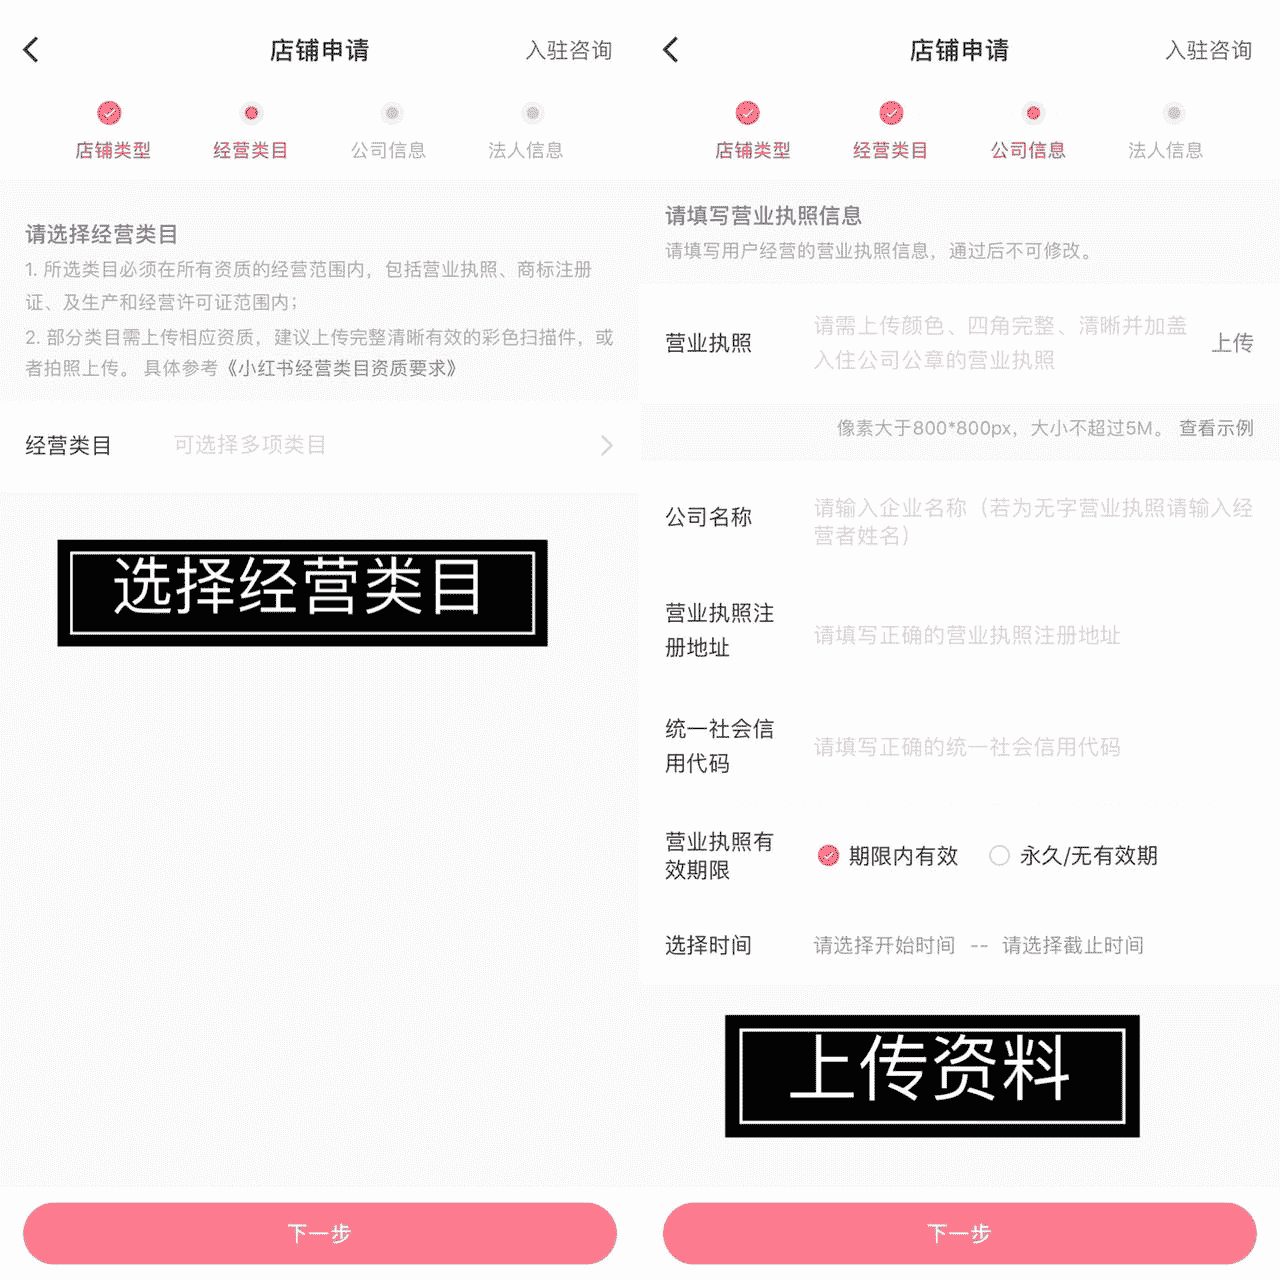 店铺申请
入驻咨询
店铺类型
经营类目
公司信息
法人信息
请选择经营类目
1. 所选类目必须在所有资质的经营范围内，包括营业执照、商标注册
证、及生产和经营许可证范围内；
2. 部分类目需上传相应资质，建议上传完整清晰有效的彩色扫描件，或
者拍照上传。 具体参考《小红书经营类目资质要求》
经营类目
可选择多项类目
选择经营类目
下一步
店铺申请
入驻咨询
店铺类型
经营类目
公司信息
法人信息
请填写营业执照信息
请填写用户经营的营业执照信息，通过后不可修改。
营业执照
请需上传颜色、四角完整、清晰并加盖
入住公司公章的营业执照
上传
像素大于800*800px，大小不超过5M。 查看示例
公司名称
请输入企业名称（若为无字营业执照请输入经
营者姓名）
营业执照注
册地址
请填写正确的营业执照注册地址
统一社会信
用代码
请填写正确的统一社会信用代码
营业执照有
效期限
期限内有效
永久/无有效期
选择时间
请选择开始时间 -- 请选择截止时间
上传资料
下一步